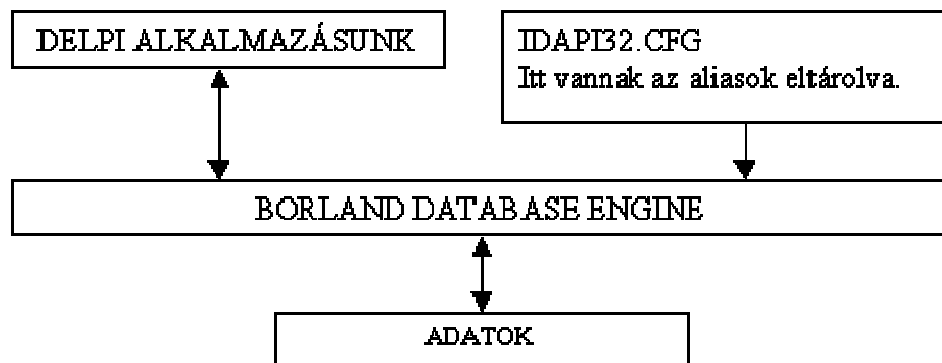 DELPI ALKALMAZÁSUNK
IDAPI32.CFG
Itt vannak az aliasok eltárolva.
BORLAND DATABASE ENGINE
ADATOK